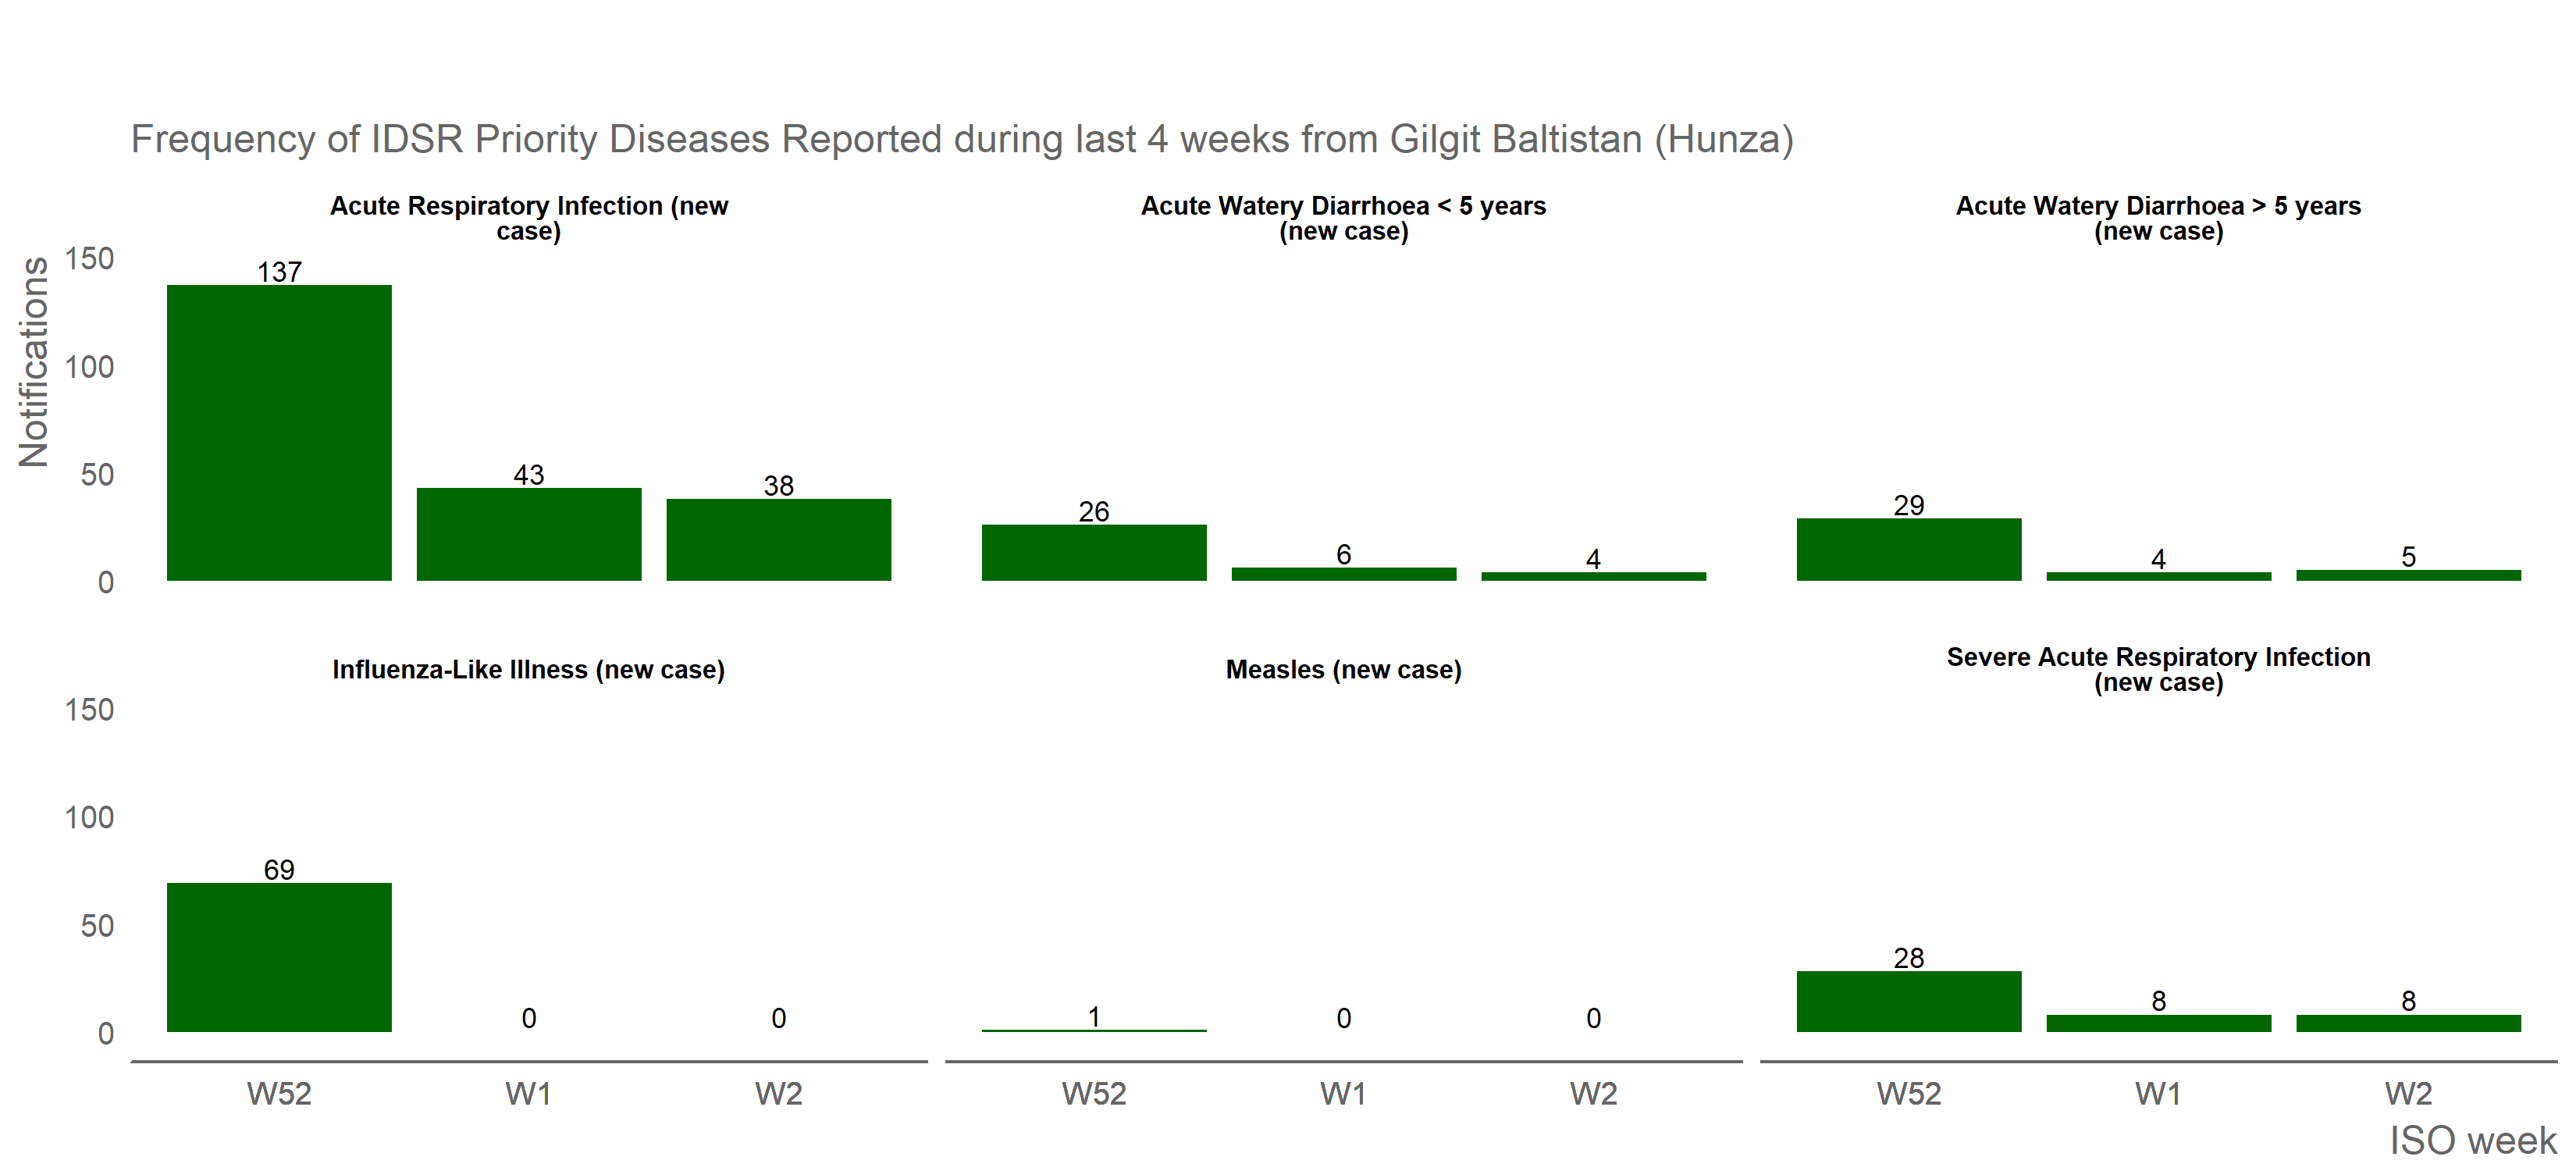 Frequency of IDSR Priority Diseases Reported during last 4 weeks from Gilgit Baltistan (Hunza)
Acute Respiratory Infection (new
case)
Acute Watery Diarrhoea < 5 years
(new case)
Acute Watery Diarrhoea > 5 years
(new case)
Notifications
150
100
50
0
137
43
38
26
6
4
29
4
5
Influenza-Like Illness (new case)
Measles (new case)
Severe Acute Respiratory Infection
(new case)
150
100
50
0
69
0
0
1
0
0
28
8
8
W52
W1
W2
W52
W1
W2
W52
W1
W2
ISO week